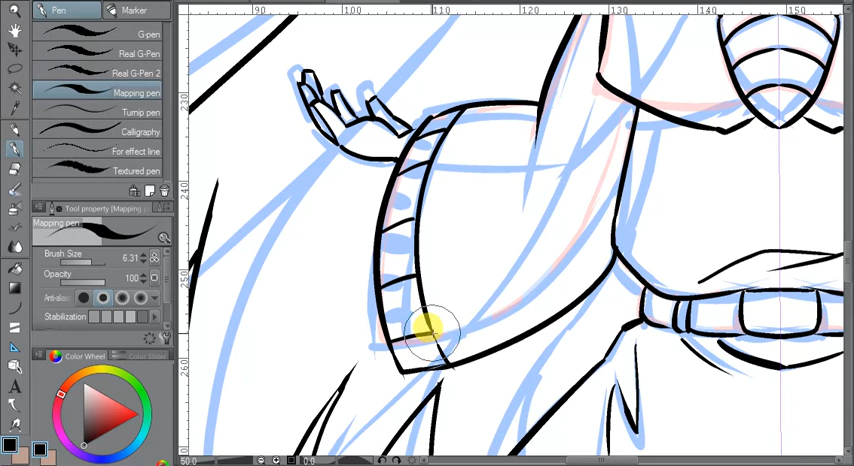 Pen
Marker
G-pen
Real G-Pen
Real G-Pen 2
Mapping pen
Turnip pen
Calligraphy
For effect line
Textured pen
Tool property [Mapping p
Mapping pen
Brush Size 6.31
Opacity 100
Anti-alias
Stabilization
Color Wheel
Color Slider
90 100 110 120 130 140 150
230
240
250
260
50.0
0.0
A